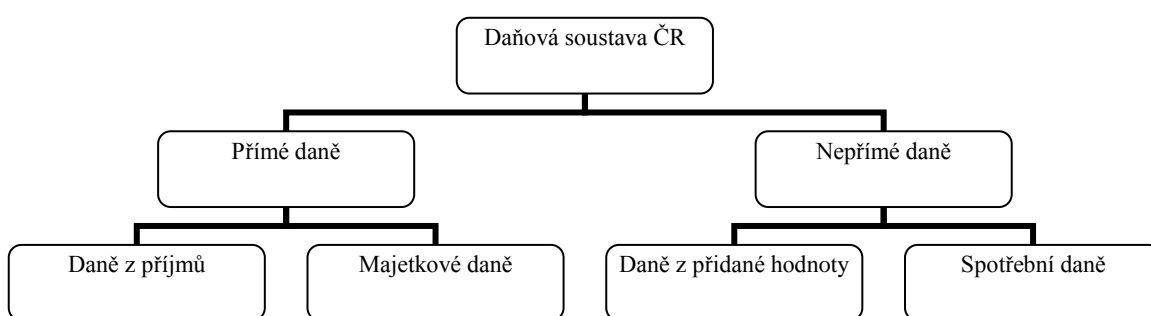 Daňová soustava ČR
Přímé daně
Nepřímé daně
Daně z příjmů
Majetkové daně
Daně z přidané hodnoty
Spotřební daně